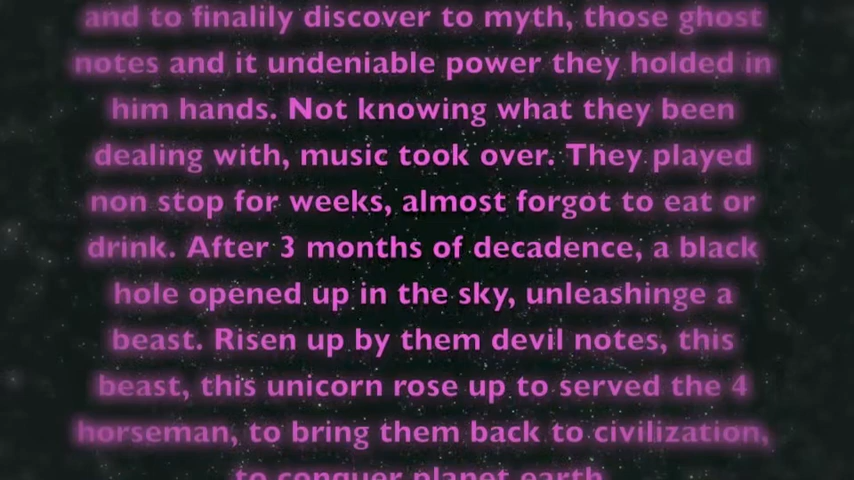 and to finalily discover to myth, those ghost
notes and it undeniable power they holded in
him hands. Not knowing what they been
dealing with, music took over. They played
non stop for weeks, almost forgot to eat or
drink. After 3 months of decadence, a black
hole opened up in the sky, unleashinge a
beast. Risen up by them devil notes, this
beast, this unicorn rose up to served the 4
horseman, to bring them back to civilization,
to conquer planet earth